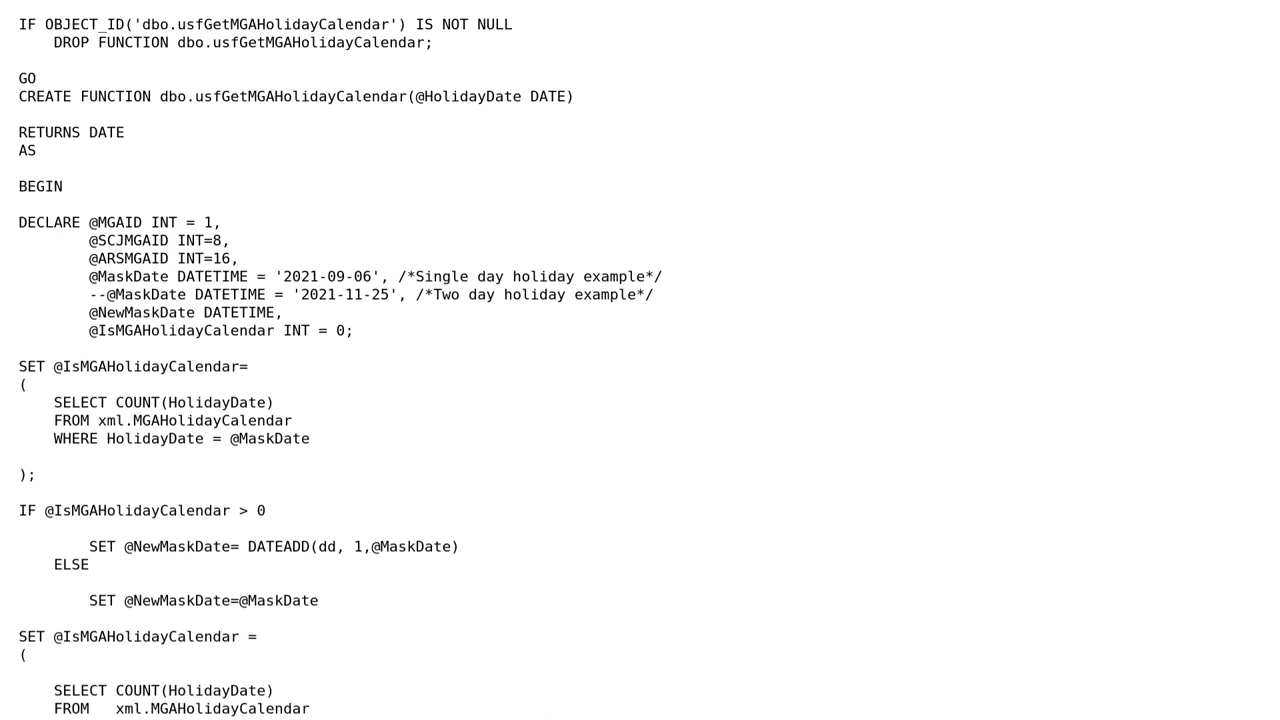 IF OBJECT_ID('dbo.usfGetMGAHolidayCalendar') IS NOT NULL
    DROP FUNCTION dbo.usfGetMGAHolidayCalendar;

GO
CREATE FUNCTION dbo.usfGetMGAHolidayCalendar(@HolidayDate DATE)

RETURNS DATE
AS

BEGIN

DECLARE @MGAID INT = 1,
        @SCJMGAID INT=8,
        @ARSMGAID INT=16,
        @MaskDate DATETIME = '2021-09-06', /*Single day holiday example*/
        --@MaskDate DATETIME = '2021-11-25', /*Two day holiday example*/
        @NewMaskDate DATETIME,
        @IsMGAHolidayCalendar INT = 0;

SET @IsMGAHolidayCalendar=
(
    SELECT COUNT(HolidayDate)
    FROM xml.MGAHolidayCalendar
    WHERE HolidayDate = @MaskDate

);

IF @IsMGAHolidayCalendar > 0

        SET @NewMaskDate= DATEADD(dd, 1,@MaskDate)
    ELSE

        SET @NewMaskDate=@MaskDate

SET @IsMGAHolidayCalendar =
(

    SELECT COUNT(HolidayDate)
    FROM   xml.MGAHolidayCalendar